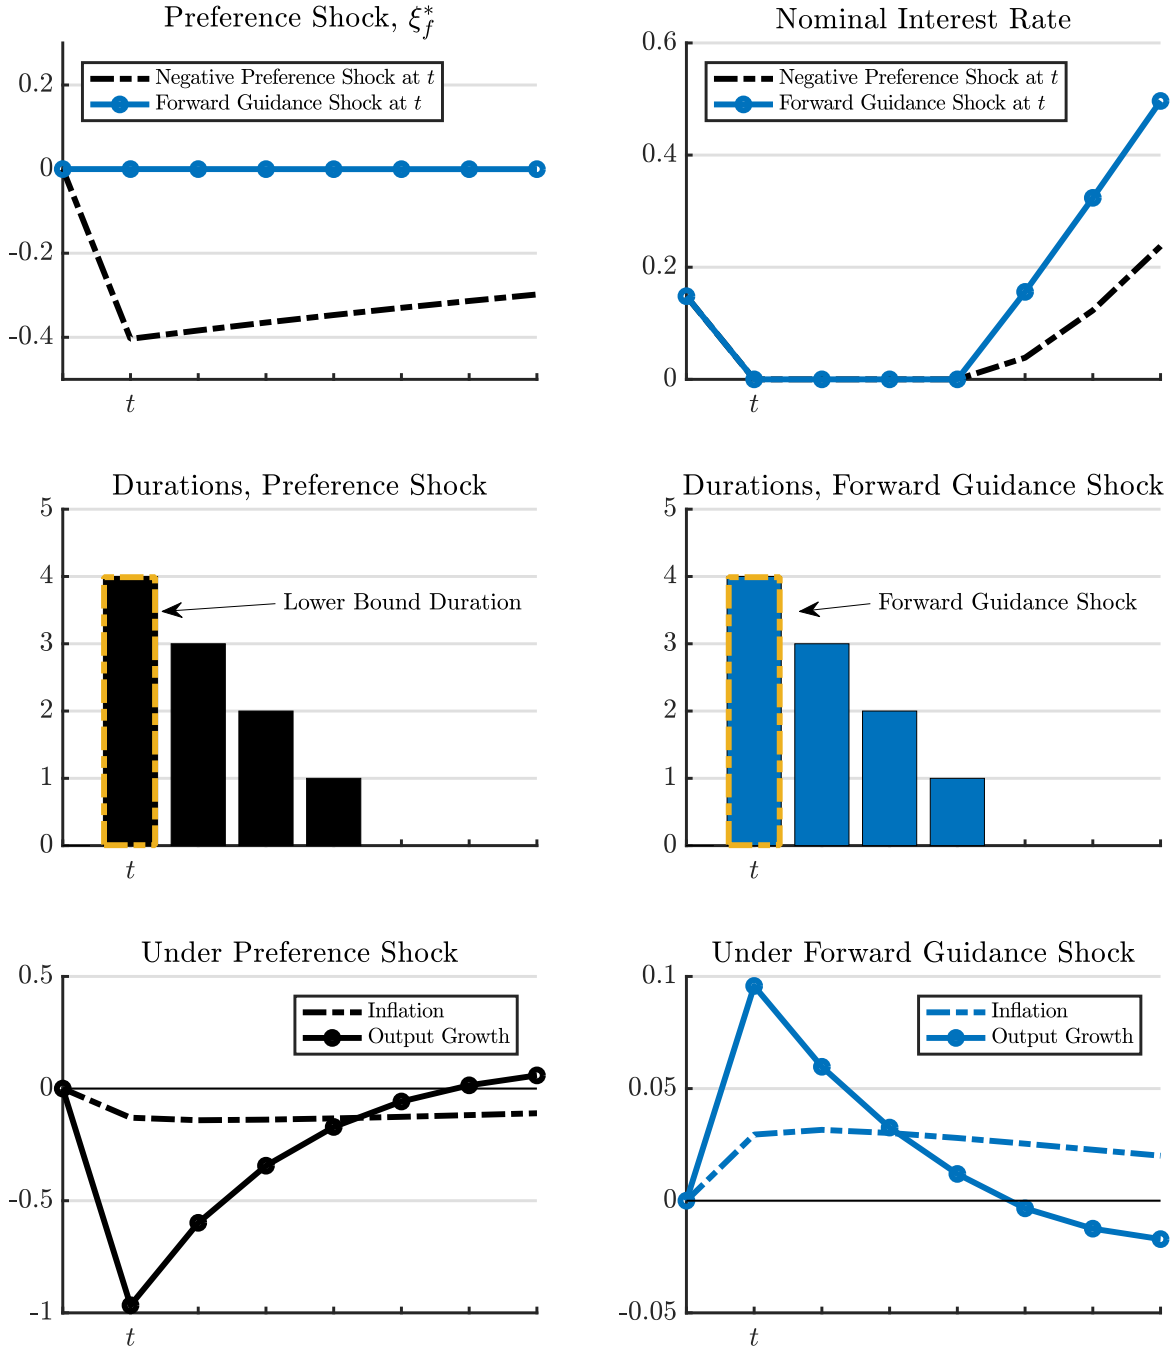 Preference Shock, ξ*f
0.2
0
-0.2
-0.4
Negative Preference Shock at t
Forward Guidance Shock at t
t
Nominal Interest Rate
0.6
0.4
0.2
0
Negative Preference Shock at t
Forward Guidance Shock at t
t
Durations, Preference Shock
5
4
3
2
1
0
Lower Bound Duration
t
Durations, Forward Guidance Shock
5
4
3
2
1
0
Forward Guidance Shock
t
Under Preference Shock
0.5
0
-0.5
-1
Inflation
Output Growth
t
Under Forward Guidance Shock
0.1
0.05
0
-0.05
Inflation
Output Growth
t